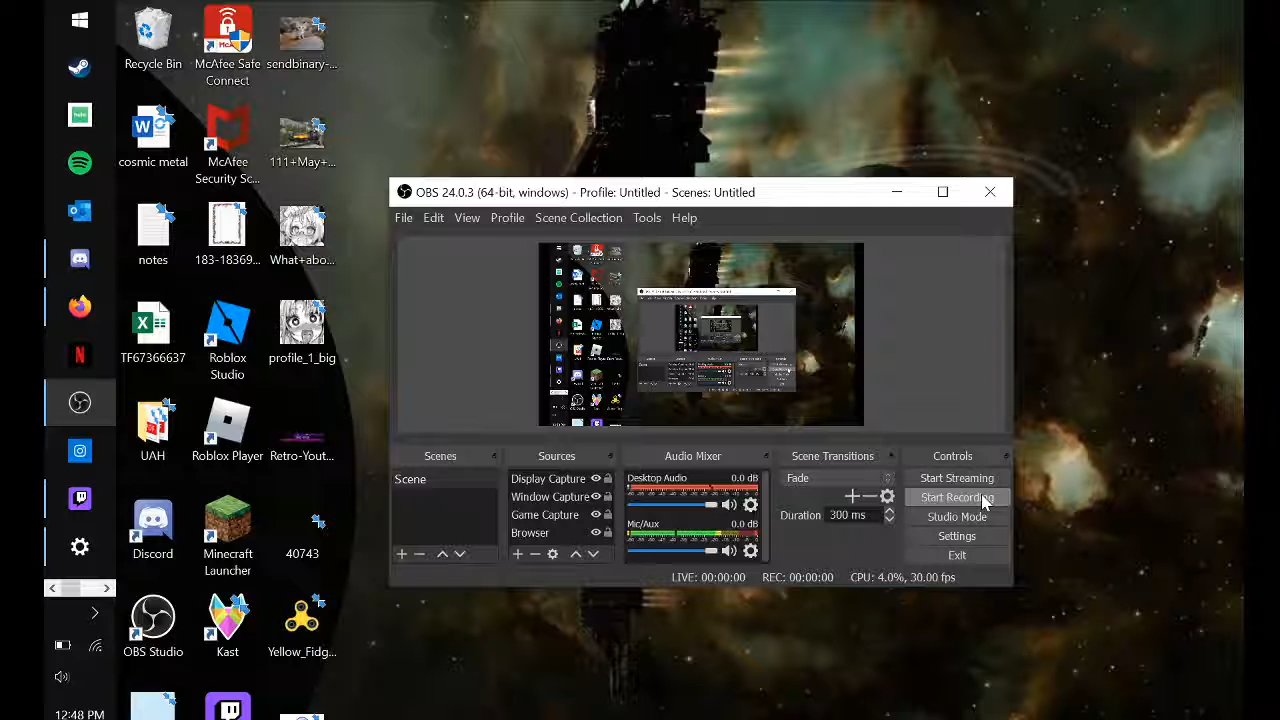 Recycle Bin
McAfee Safe
Connect
sendbinary-...
cosmic metal
McAfee
Security Sc...
111+May+...
notes
183-18369...
What+abo...
TF67366637
Roblox
Studio
profile_1_big
UAH
Roblox Player
Retro-Yout...
Discord
Minecraft
Launcher
40743
OBS Studio
Kast
Yellow_Fidg...
hulu
12:48 PM
OBS 24.0.3 (64-bit, windows) - Profile: Untitled - Scenes: Untitled
File Edit View Profile Scene Collection Tools Help
Scenes
Scene
Sources
Display Capture
Window Capture
Game Capture
Browser
Audio Mixer
Desktop Audio 0.0 dB
Mic/Aux 0.0 dB
Scene Transitions
Fade
Duration 300 ms
Controls
Start Streaming
Start Recording
Studio Mode
Settings
Exit
LIVE: 00:00:00 REC: 00:00:00 CPU: 4.0%, 30.00 fps